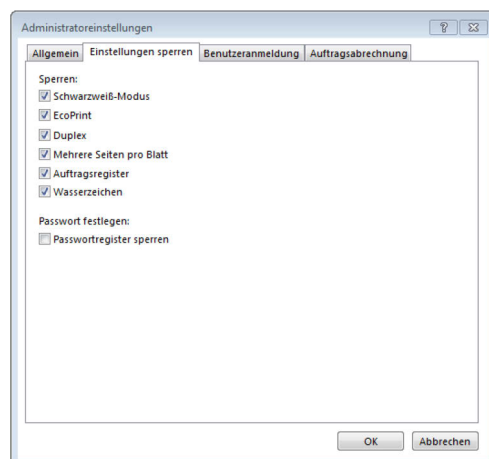 Administratoreinstellungen
Allgemein Einstellungen sperren Benutzeranmeldung Auftragsabrechnung
Sperren:
Schwarzweiß-Modus
EcoPrint
Duplex
Mehrere Seiten pro Blatt
Auftragsregister
Wasserzeichen
Passwort festlegen:
Passwortregister sperren
OK Abbrechen